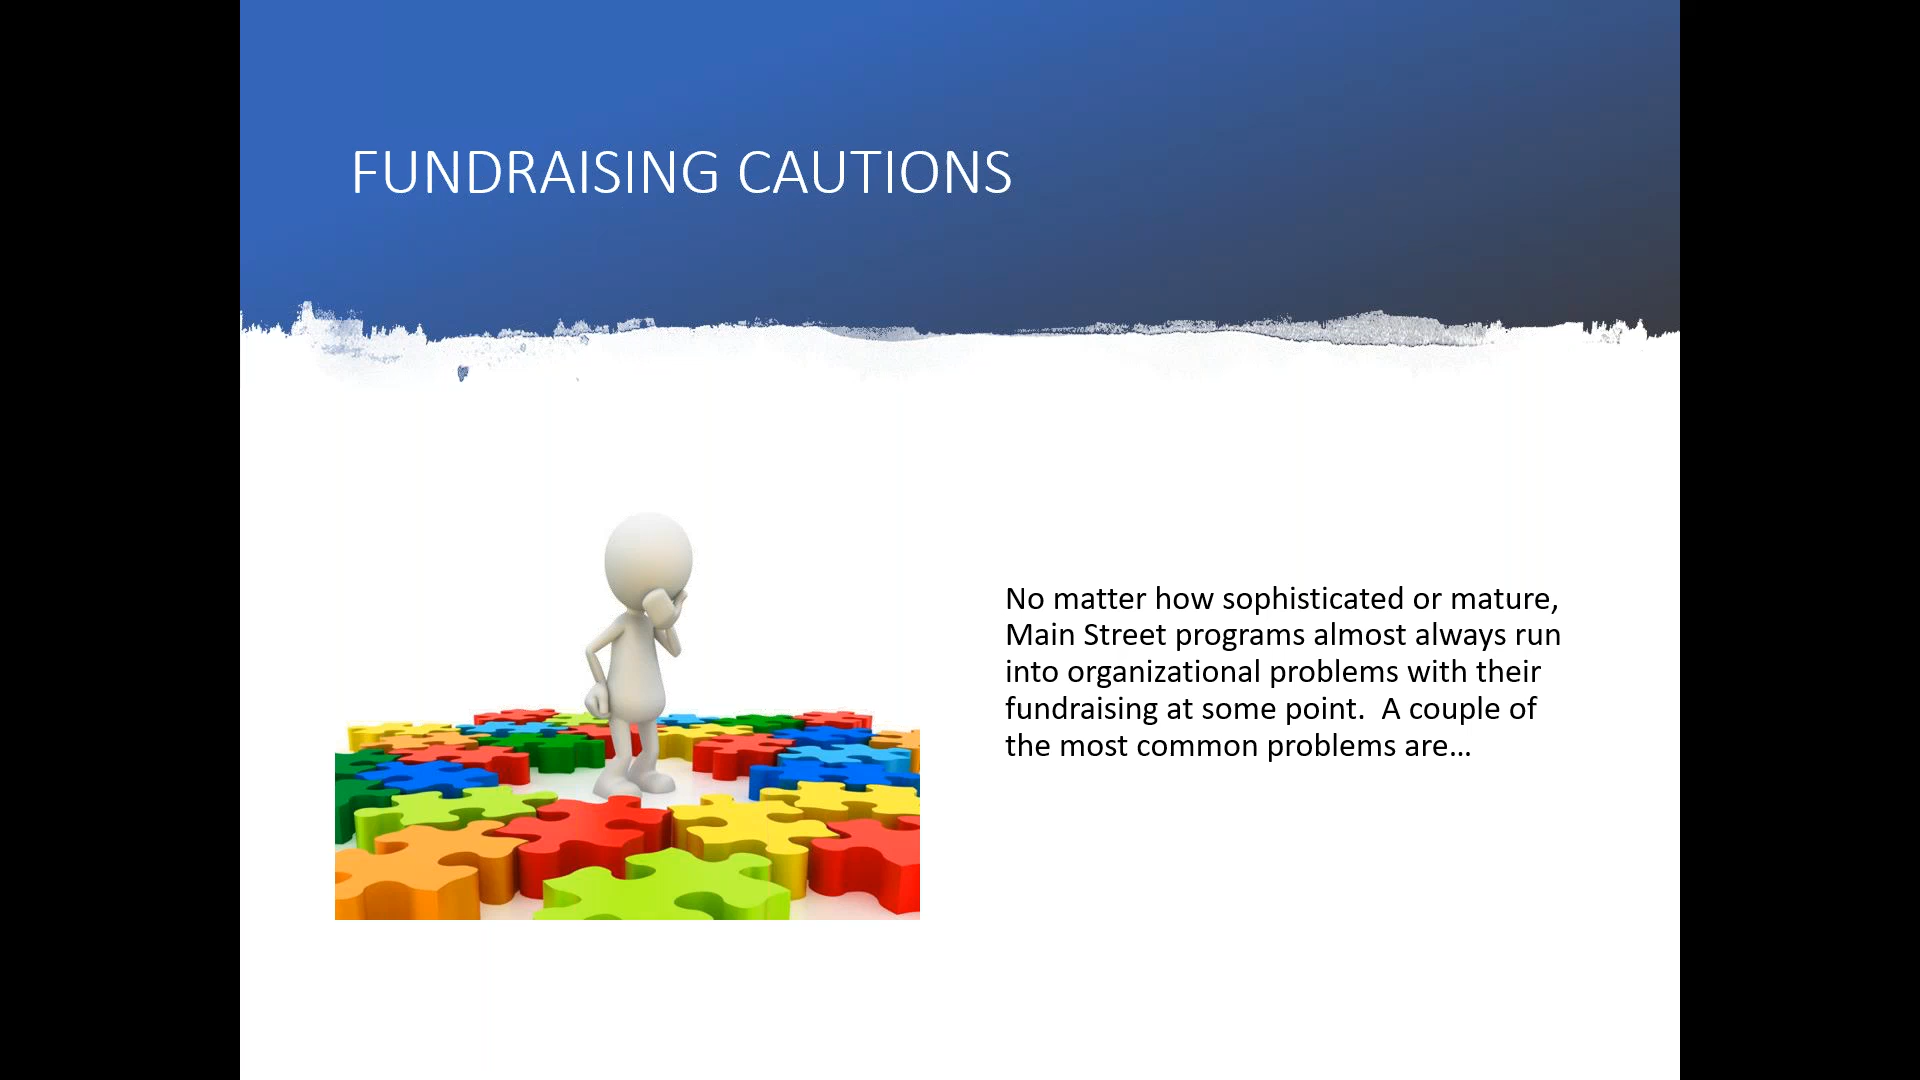 FUNDRAISING CAUTIONS
No matter how sophisticated or mature,
Main Street programs almost always run
into organizational problems with their
fundraising at some point.  A couple of
the most common problems are…